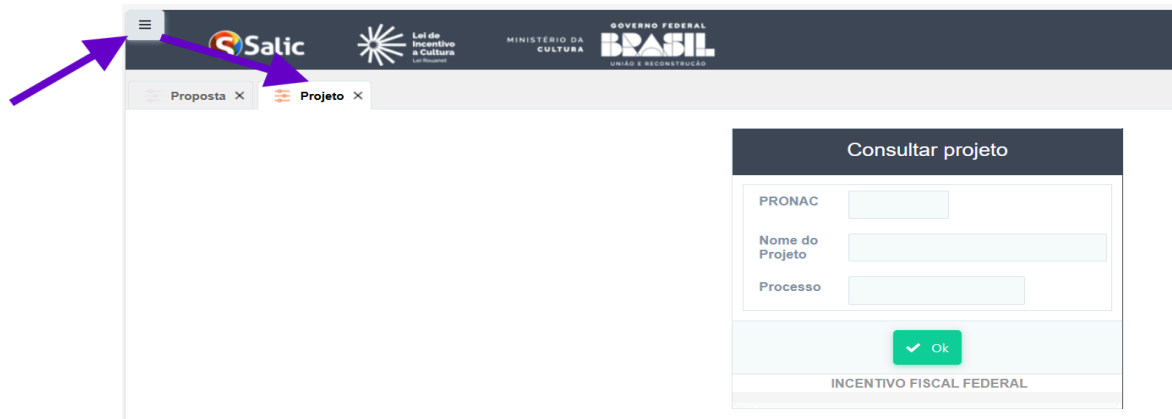 Salic
Lei de
Incentivo
a Cultura
Lei Rouanet
MINISTÉRIO DA
CULTURA
GOVERNO FEDERAL
BRASIL
UNIÃO E RECONSTRUÇÃO
Proposta × Projeto ×
Consultar projeto
PRONAC
Nome do
Projeto
Processo
Ok
INCENTIVO FISCAL FEDERAL